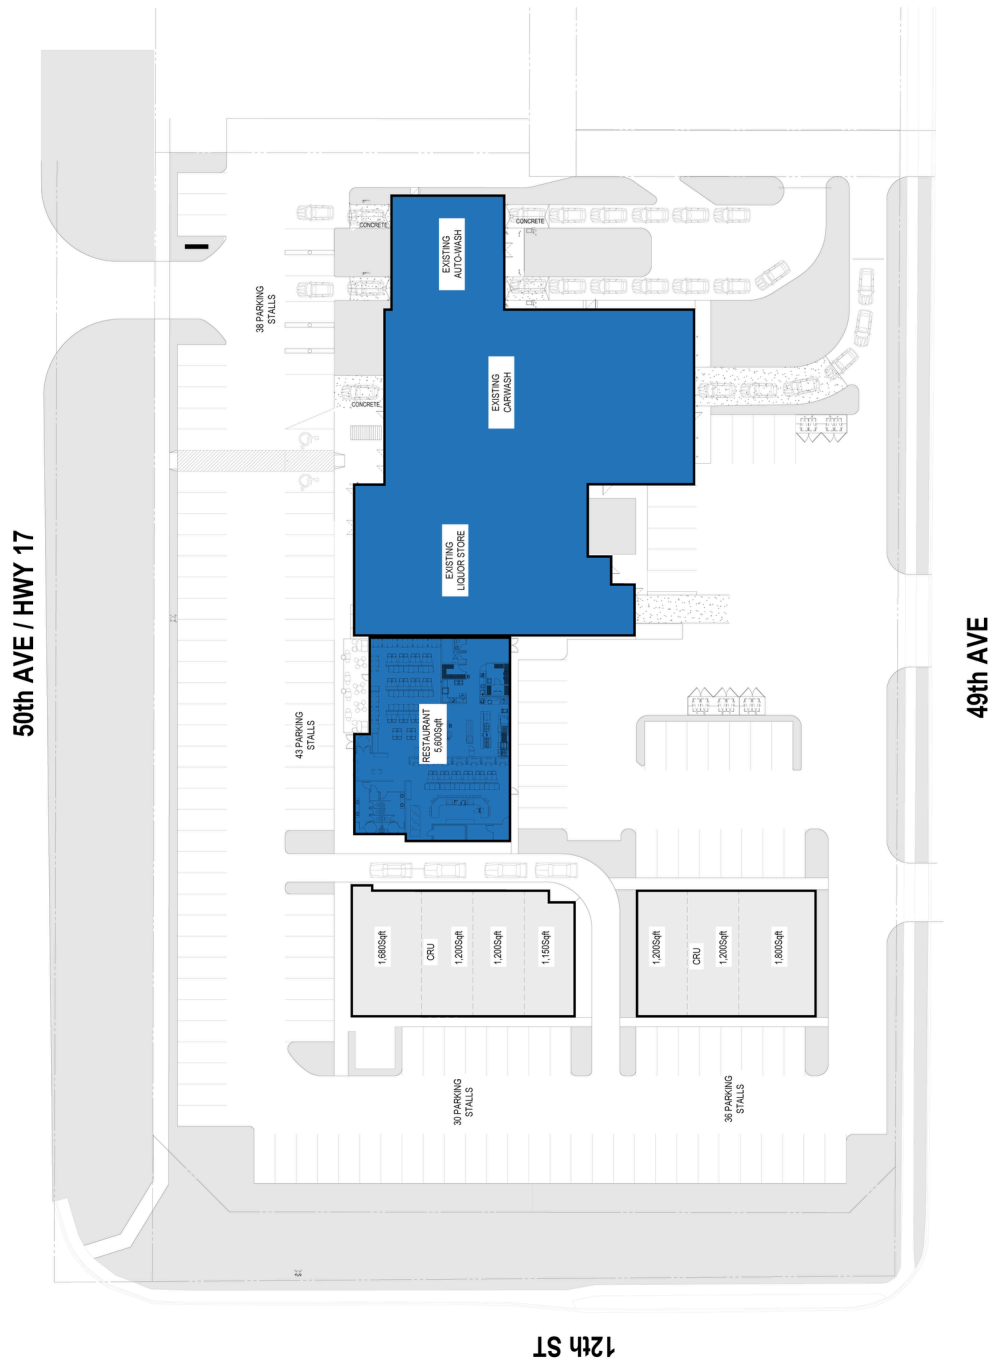 50th AVE / HWY 17
49th AVE
12th ST
38 PARKING
STALLS
CONCRETE
CONCRETE
CONCRETE
EXISTING
AUTO-WASH
EXISTING
CARWASH
EXISTING
LIQUOR STORE
RESTAURANT
5,600Sqft
43 PARKING
STALLS
1,680Sqft
CRU
1,200Sqft
1,200Sqft
1,150Sqft
1,200Sqft
CRU
1,200Sqft
1,800Sqft
30 PARKING
STALLS
36 PARKING
STALLS